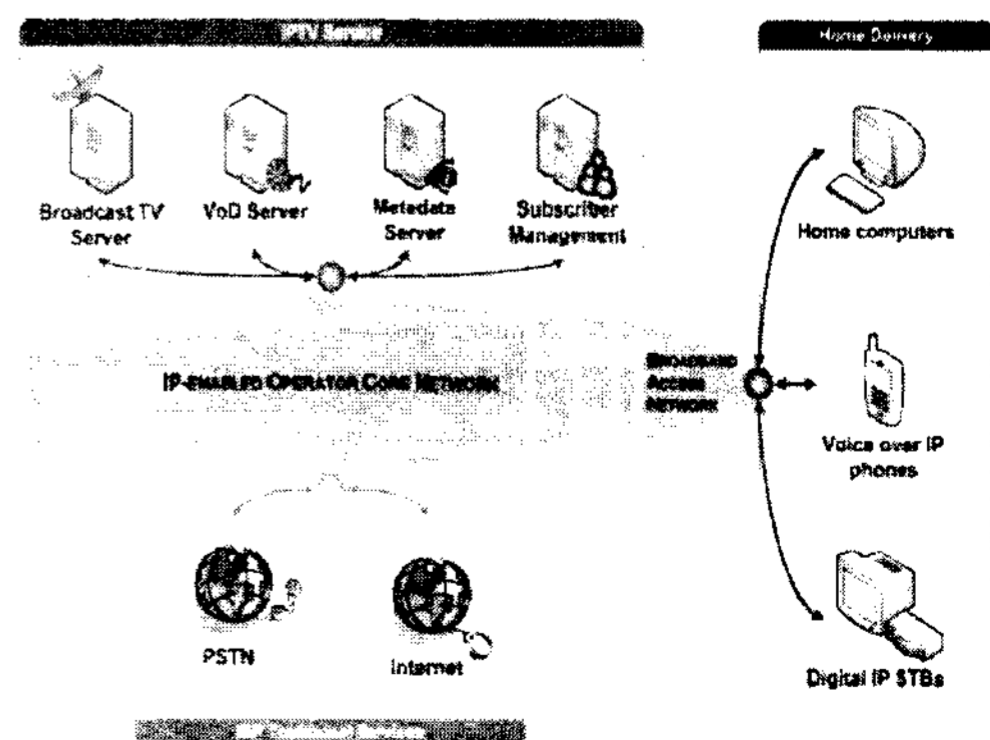 IPTV Service
Home Delivery
Broadcast TV
Server
VoD Server
Metadata
Server
Subscriber
Management
Home computers
IP-ENABLED OPERATOR CORE NETWORK
BROADBAND
ACCESS
NETWORK
Voice over IP
phones
PSTN
Internet
Digital IP STBs